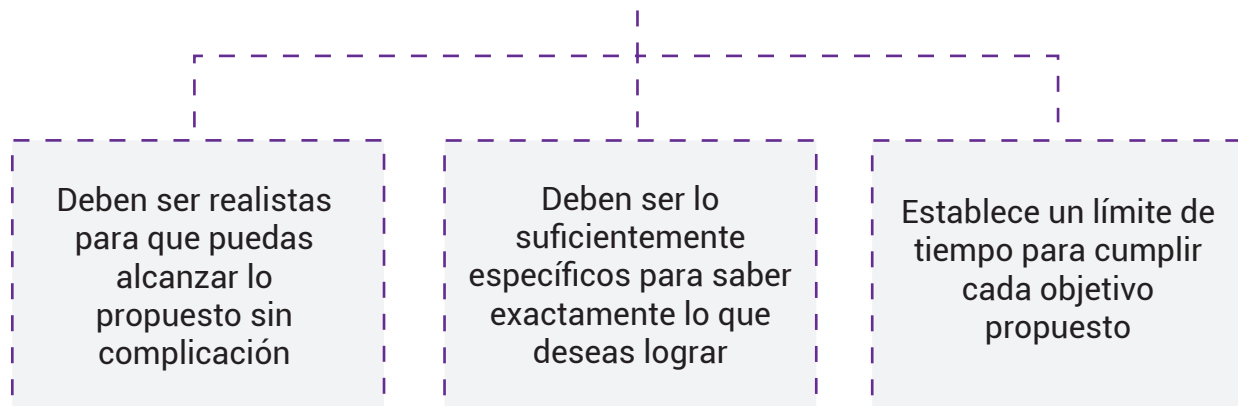 Deben ser realistas
para que puedas
alcanzar lo
propuesto sin
complicación
Deben ser lo
suficientemente
específicos para saber
exactamente lo que
deseas lograr
Establece un límite de
tiempo para cumplir
cada objetivo
propuesto